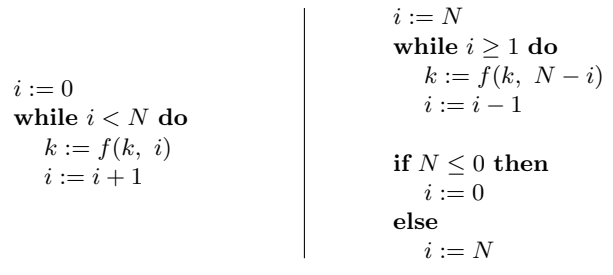 i := 0
while i < N do
k := f(k, i)
i := i + 1
i := N
while i ≥ 1 do
k := f(k, N − i)
i := i − 1
if N ≤ 0 then
i := 0
else
i := N